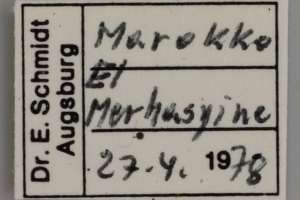 Dr. E. Schmidt
Augsburg
Marokko
El
Merhasyine
27.4. 1978